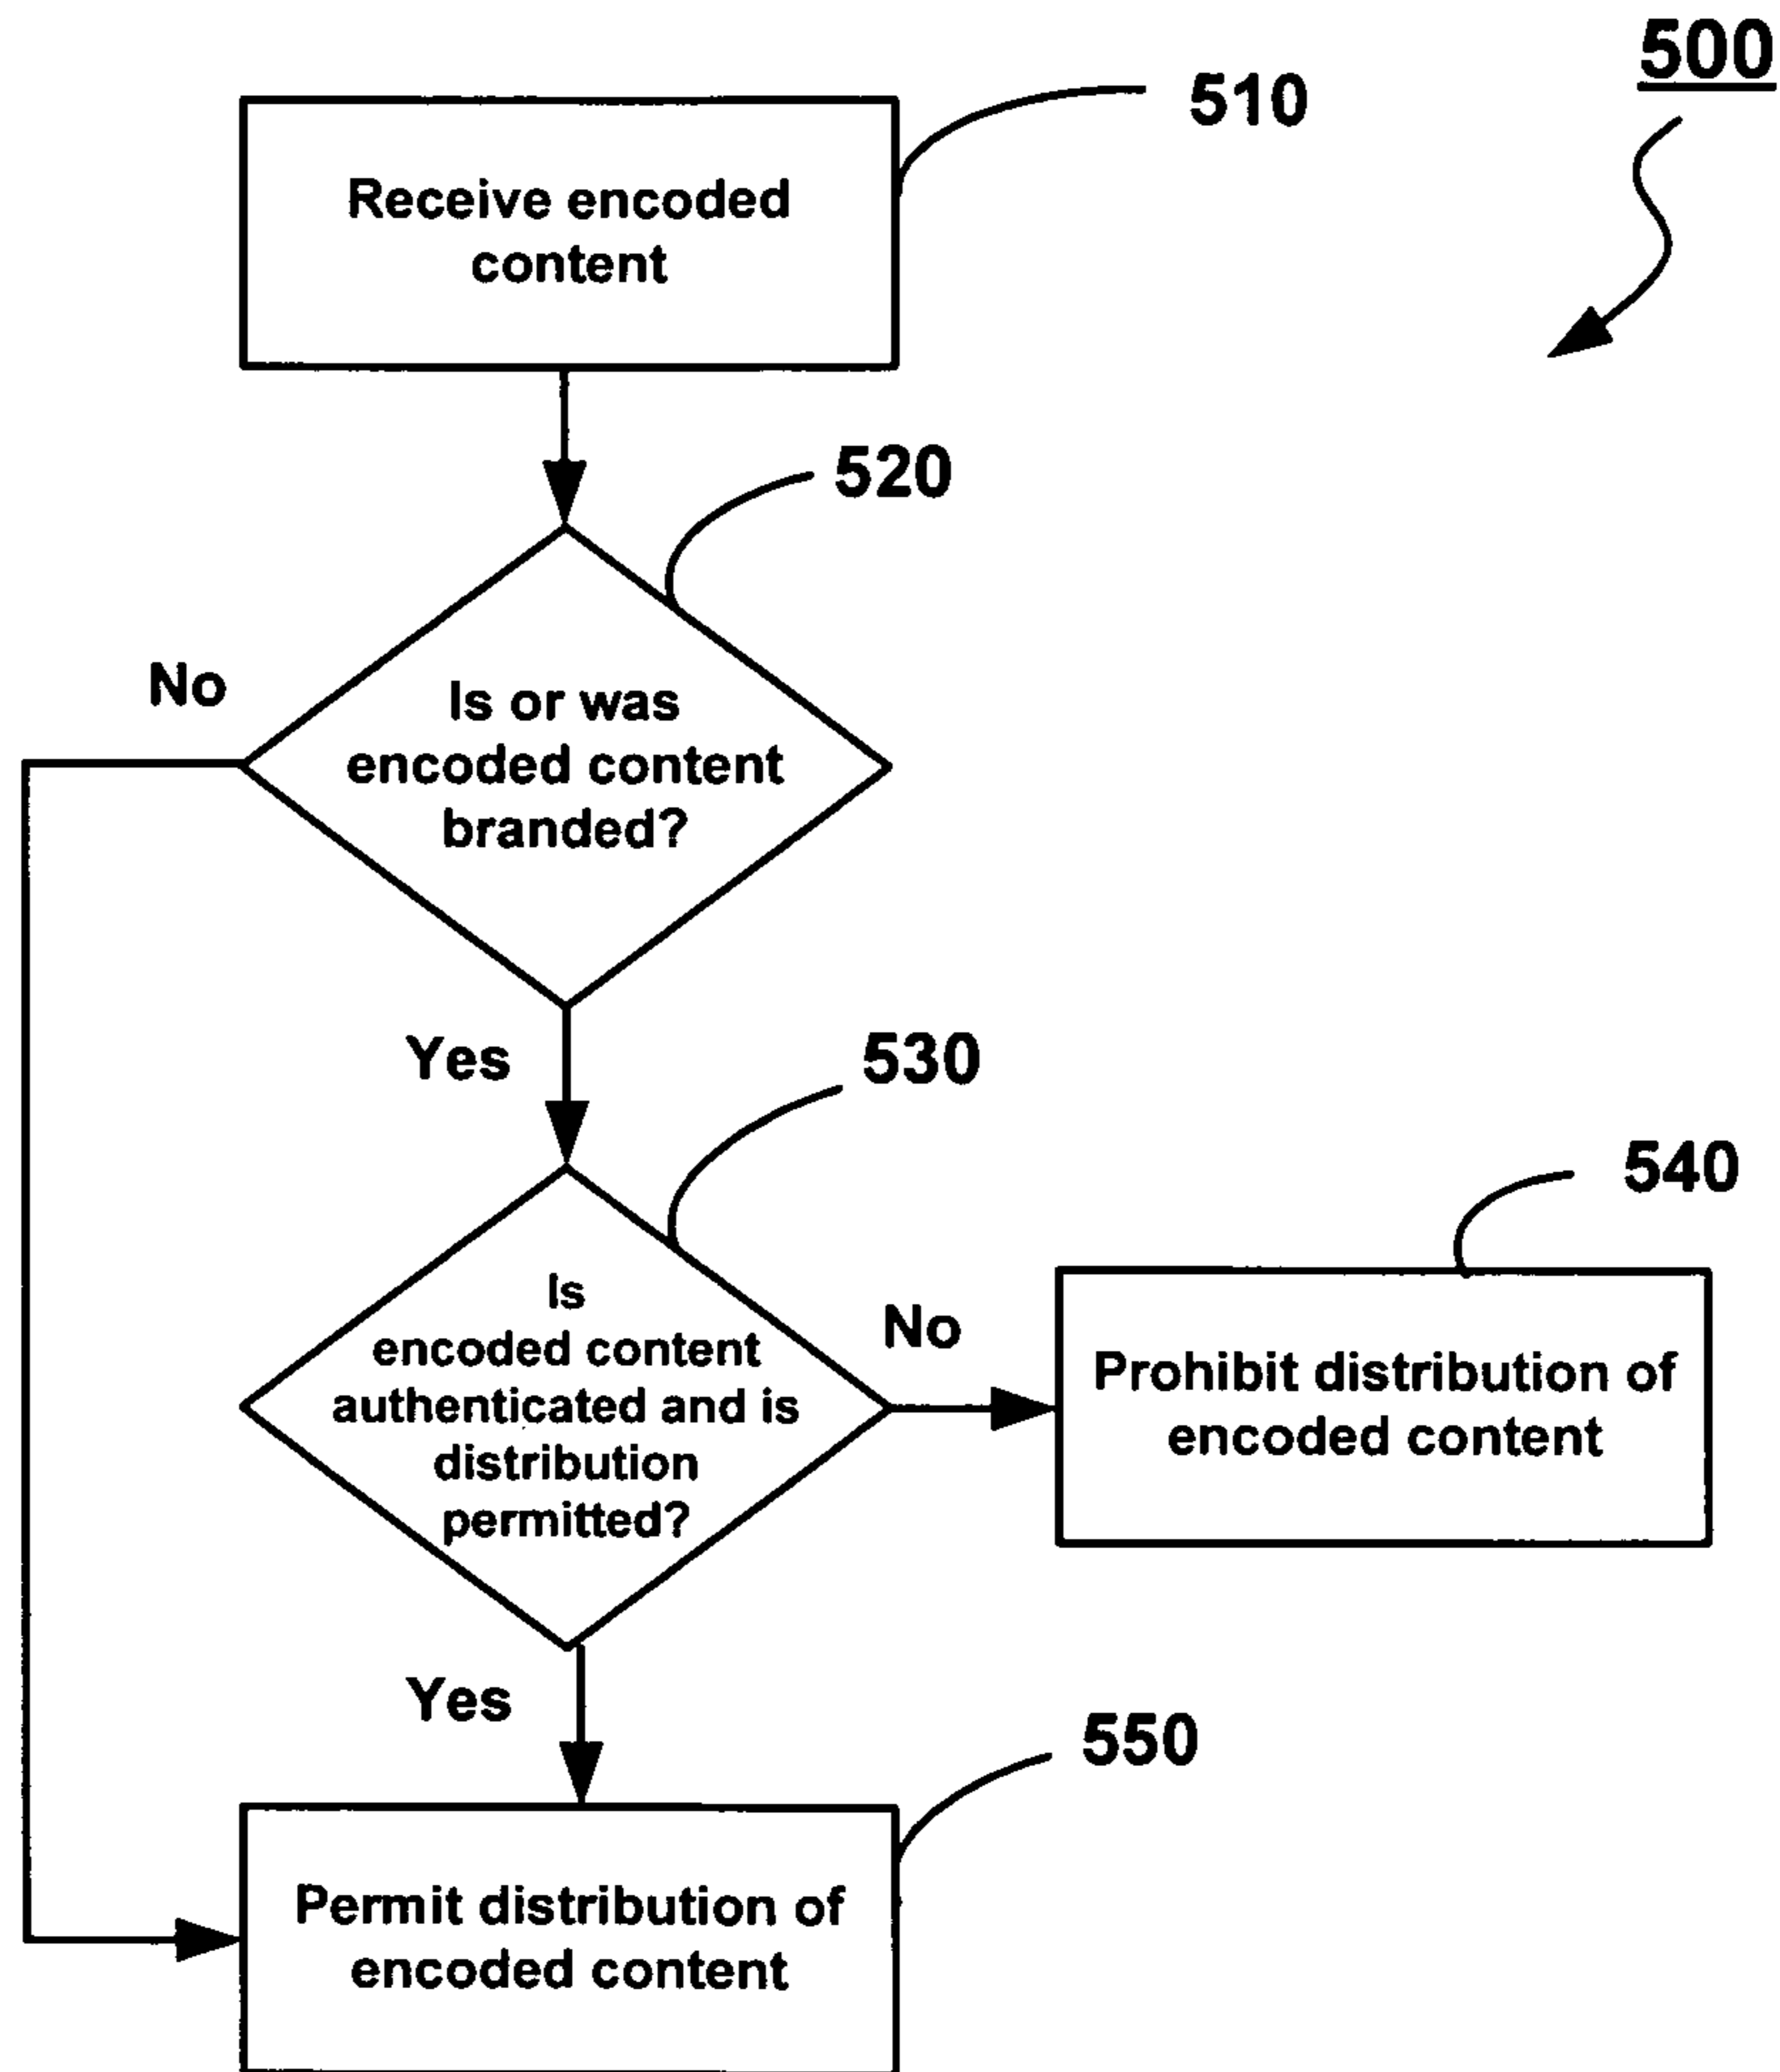 500
510
Receive encoded
content
520
No
Is or was
encoded content
branded?
Yes
530
540
Is
encoded content
authenticated and is
distribution
permitted?
No
Prohibit distribution of
encoded content
Yes
550
Permit distribution of
encoded content